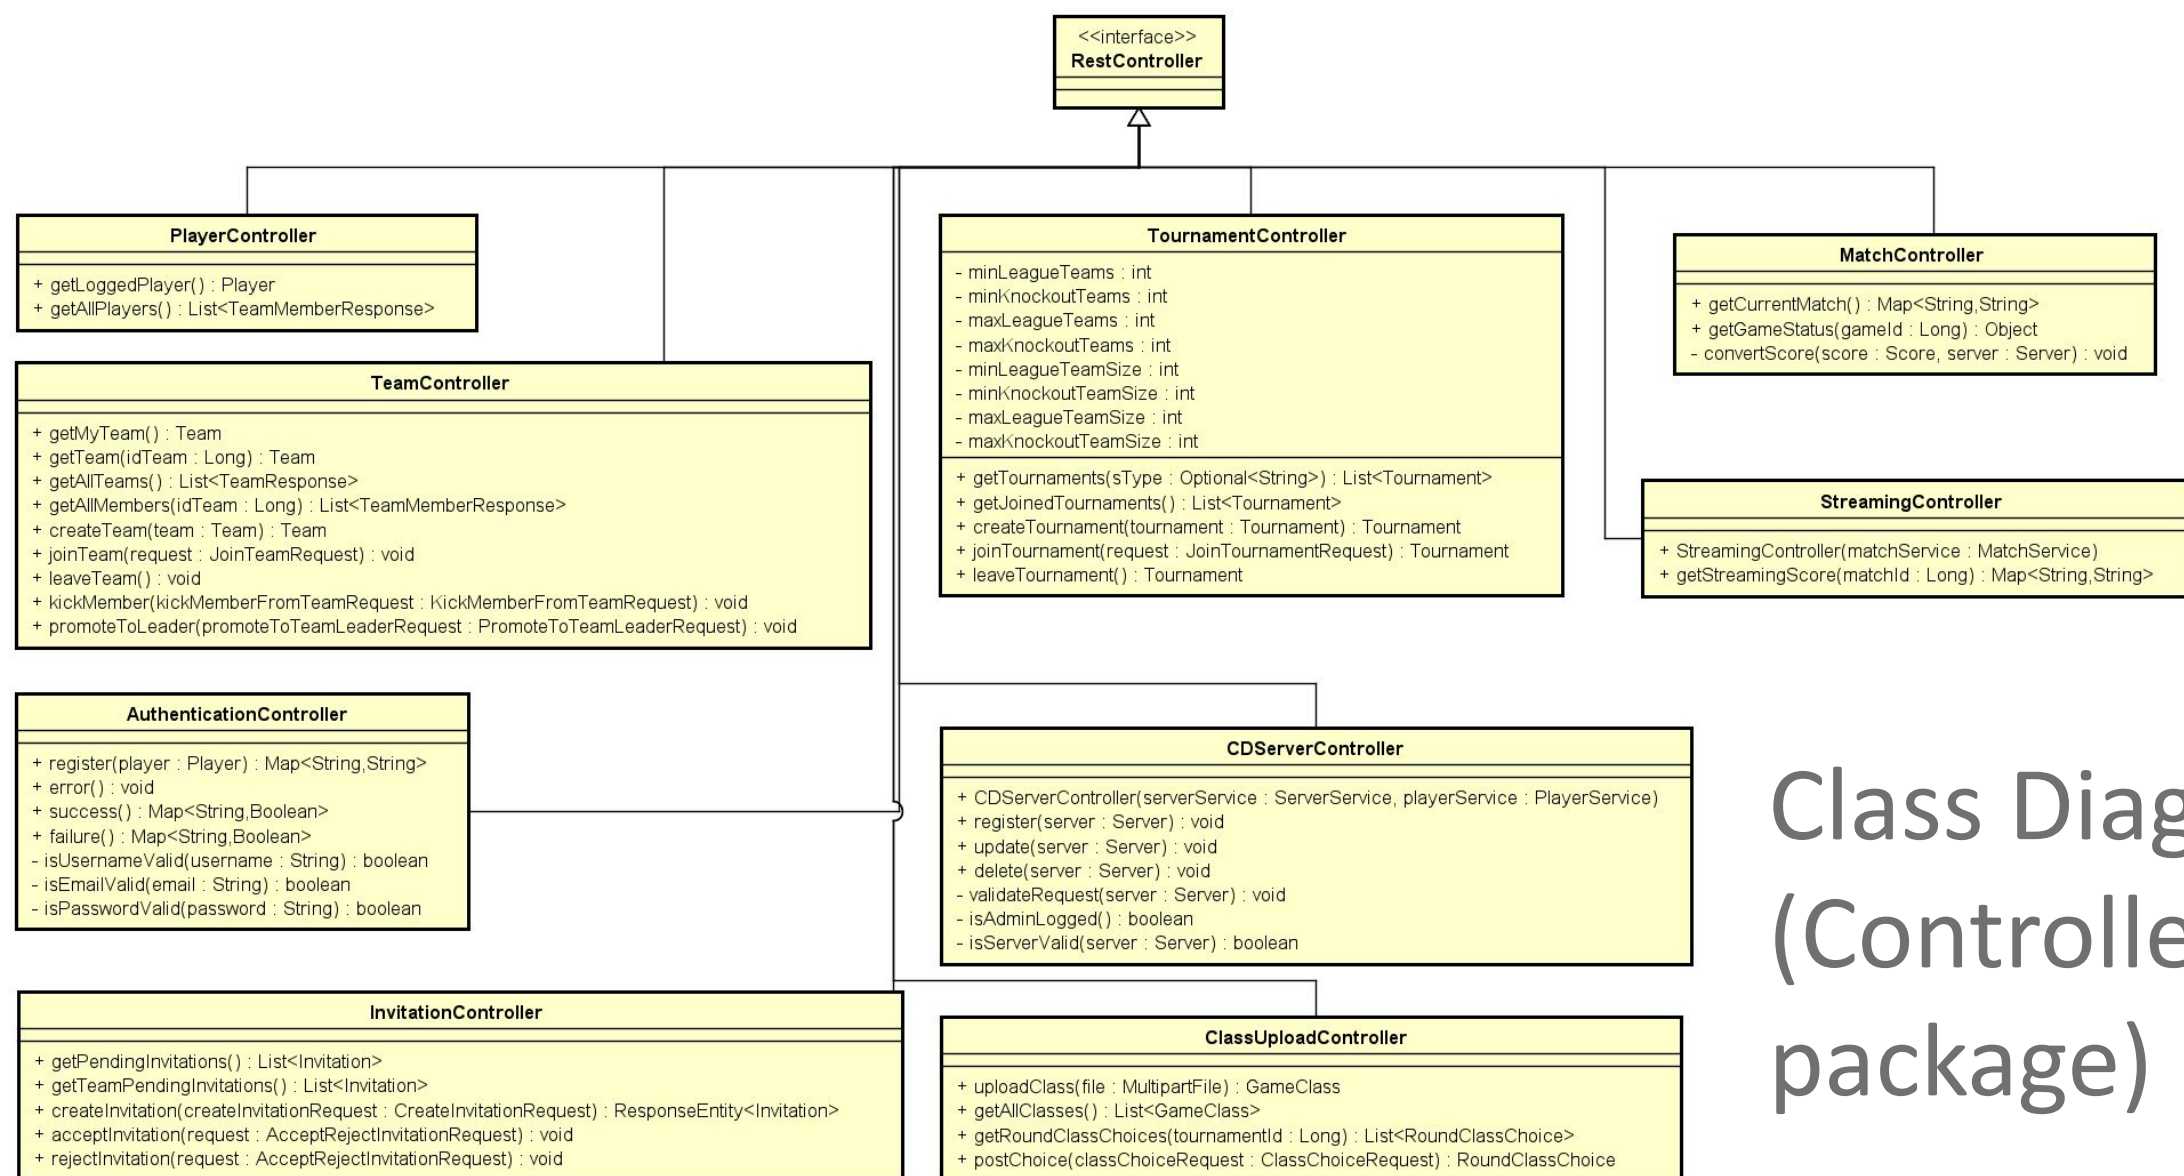 <<interface>>
RestController
PlayerController
+ getLoggedPlayer() : Player
+ getAllPlayers() : List<TeamMemberResponse>
TeamController
+ getMyTeam() : Team
+ getTeam(idTeam : Long) : Team
+ getAllTeams() : List<TeamResponse>
+ getAllMembers(idTeam : Long) : List<TeamMemberResponse>
+ createTeam(team : Team) : Team
+ joinTeam(request : JoinTeamRequest) : void
+ leaveTeam() : void
+ kickMember(kickMemberFromTeamRequest : KickMemberFromTeamRequest) : void
+ promoteToLeader(promoteToTeamLeaderRequest : PromoteToTeamLeaderRequest) : void
AuthenticationController
+ register(player : Player) : Map<String,String>
+ error() : void
+ success() : Map<String,Boolean>
+ failure() : Map<String,Boolean>
- isUsernameValid(username : String) : boolean
- isEmailValid(email : String) : boolean
- isPasswordValid(password : String) : boolean
InvitationController
+ getPendingInvitations() : List<Invitation>
+ getTeamPendingInvitations() : List<Invitation>
+ createInvitation(createInvitationRequest : CreateInvitationRequest) : ResponseEntity<Invitation>
+ acceptInvitation(request : AcceptRejectInvitationRequest) : void
+ rejectInvitation(request : AcceptRejectInvitationRequest) : void
TournamentController
- minLeagueTeams : int
- minKnockoutTeams : int
- maxLeagueTeams : int
- maxKnockoutTeams : int
- minLeagueTeamSize : int
- minKnockoutTeamSize : int
- maxLeagueTeamSize : int
- maxKnockoutTeamSize : int
+ getTournaments(sType : Optional<String>) : List<Tournament>
+ getJoinedTournaments() : List<Tournament>
+ createTournament(tournament : Tournament) : Tournament
+ joinTournament(request : JoinTournamentRequest) : Tournament
+ leaveTournament() : Tournament
CDServerController
+ CDServerController(serverService : ServerService, playerService : PlayerService)
+ register(server : Server) : void
+ update(server : Server) : void
+ delete(server : Server) : void
- validateRequest(server : Server) : void
- isAdminLogged() : boolean
- isServerValid(server : Server) : boolean
ClassUploadController
+ uploadClass(file : MultipartFile) : GameClass
+ getAllClasses() : List<GameClass>
+ getRoundClassChoices(tournamentId : Long) : List<RoundClassChoice>
+ postChoice(classChoiceRequest : ClassChoiceRequest) : RoundClassChoice
MatchController
+ getCurrentMatch() : Map<String,String>
+ getGameStatus(gameId : Long) : Object
- convertScore(score : Score, server : Server) : void
StreamingController
+ StreamingController(matchService : MatchService)
+ getStreamingScore(matchId : Long) : Map<String,String>
Class Diag
(Controlle
package)